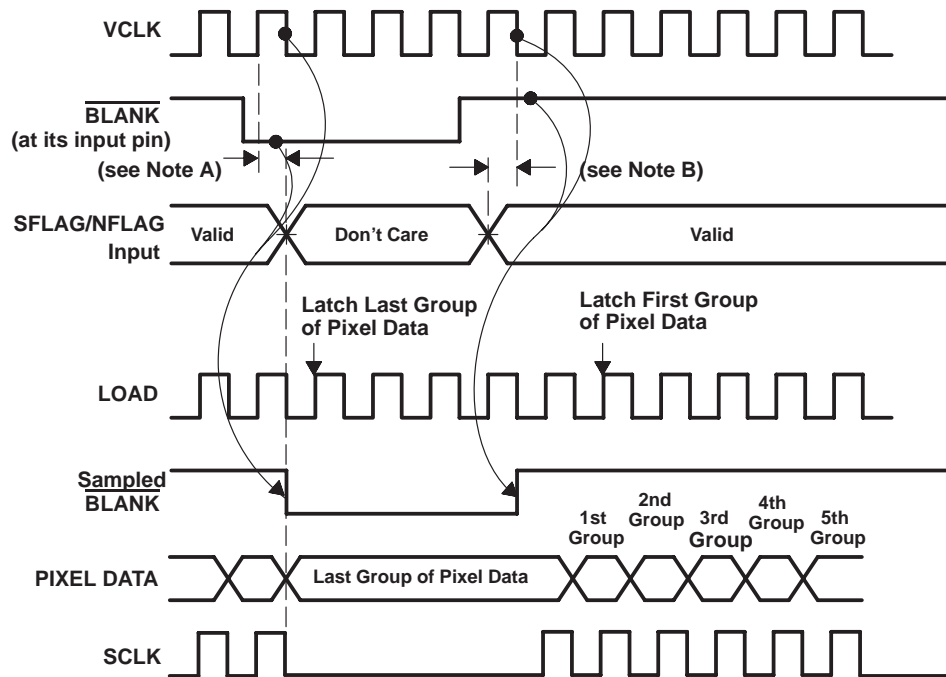 VCLK
BLANK
(at its input pin)
(see Note A)
(see Note B)
SFLAG/NFLAG
Input
Valid
Don't Care
Valid
Latch Last Group
of Pixel Data
Latch First Group
of Pixel Data
LOAD
Sampled
BLANK
1st
Group
2nd
Group
3rd
Group
4th
Group
5th
Group
PIXEL DATA
Last Group of Pixel Data
SCLK